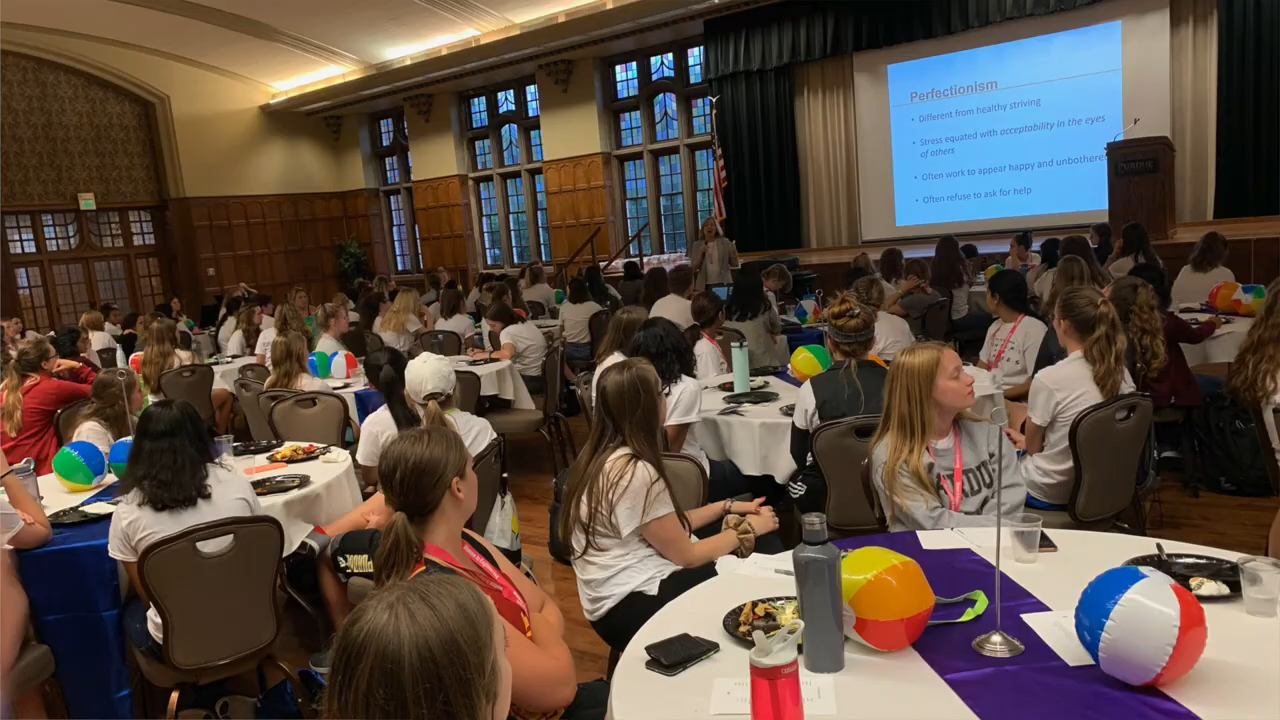 Perfectionism
• Different from healthy striving
• Stress equated with acceptability in the eyes
of others
• Often work to appear happy and unbothere
• Often refuse to ask for help
PURDUE